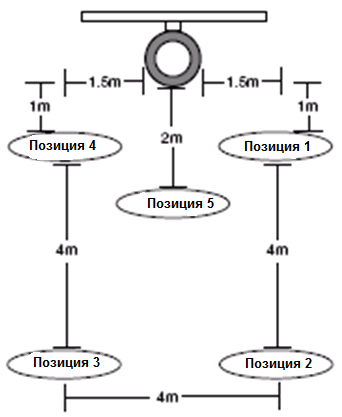 1.5m 1.5m
1m 1m
2m
Позиция 4 Позиция 1
Позиция 5
4m 4m
Позиция 3 Позиция 2
4m